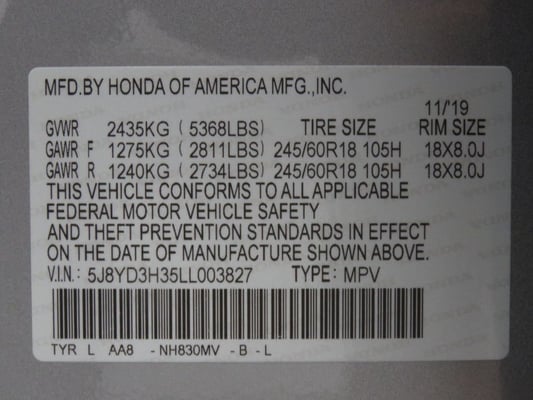 MFD.BY HONDA OF AMERICA MFG.,INC.
11/'19
GVWR 2435KG ( 5368LBS) TIRE SIZE RIM SIZE
GAWR F 1275KG ( 2811LBS) 245/60R18 105H 18X8.0J
GAWR R 1240KG ( 2734LBS) 245/60R18 105H 18X8.0J
THIS VEHICLE CONFORMS TO ALL APPLICABLE
FEDERAL MOTOR VEHICLE SAFETY
AND THEFT PREVENTION STANDARDS IN EFFECT
ON THE DATE OF MANUFACTURE SHOWN ABOVE.
V.I.N.: 5J8YD3H35LL003827 TYPE: MPV
TYR L AA8 - NH830MV - B - L